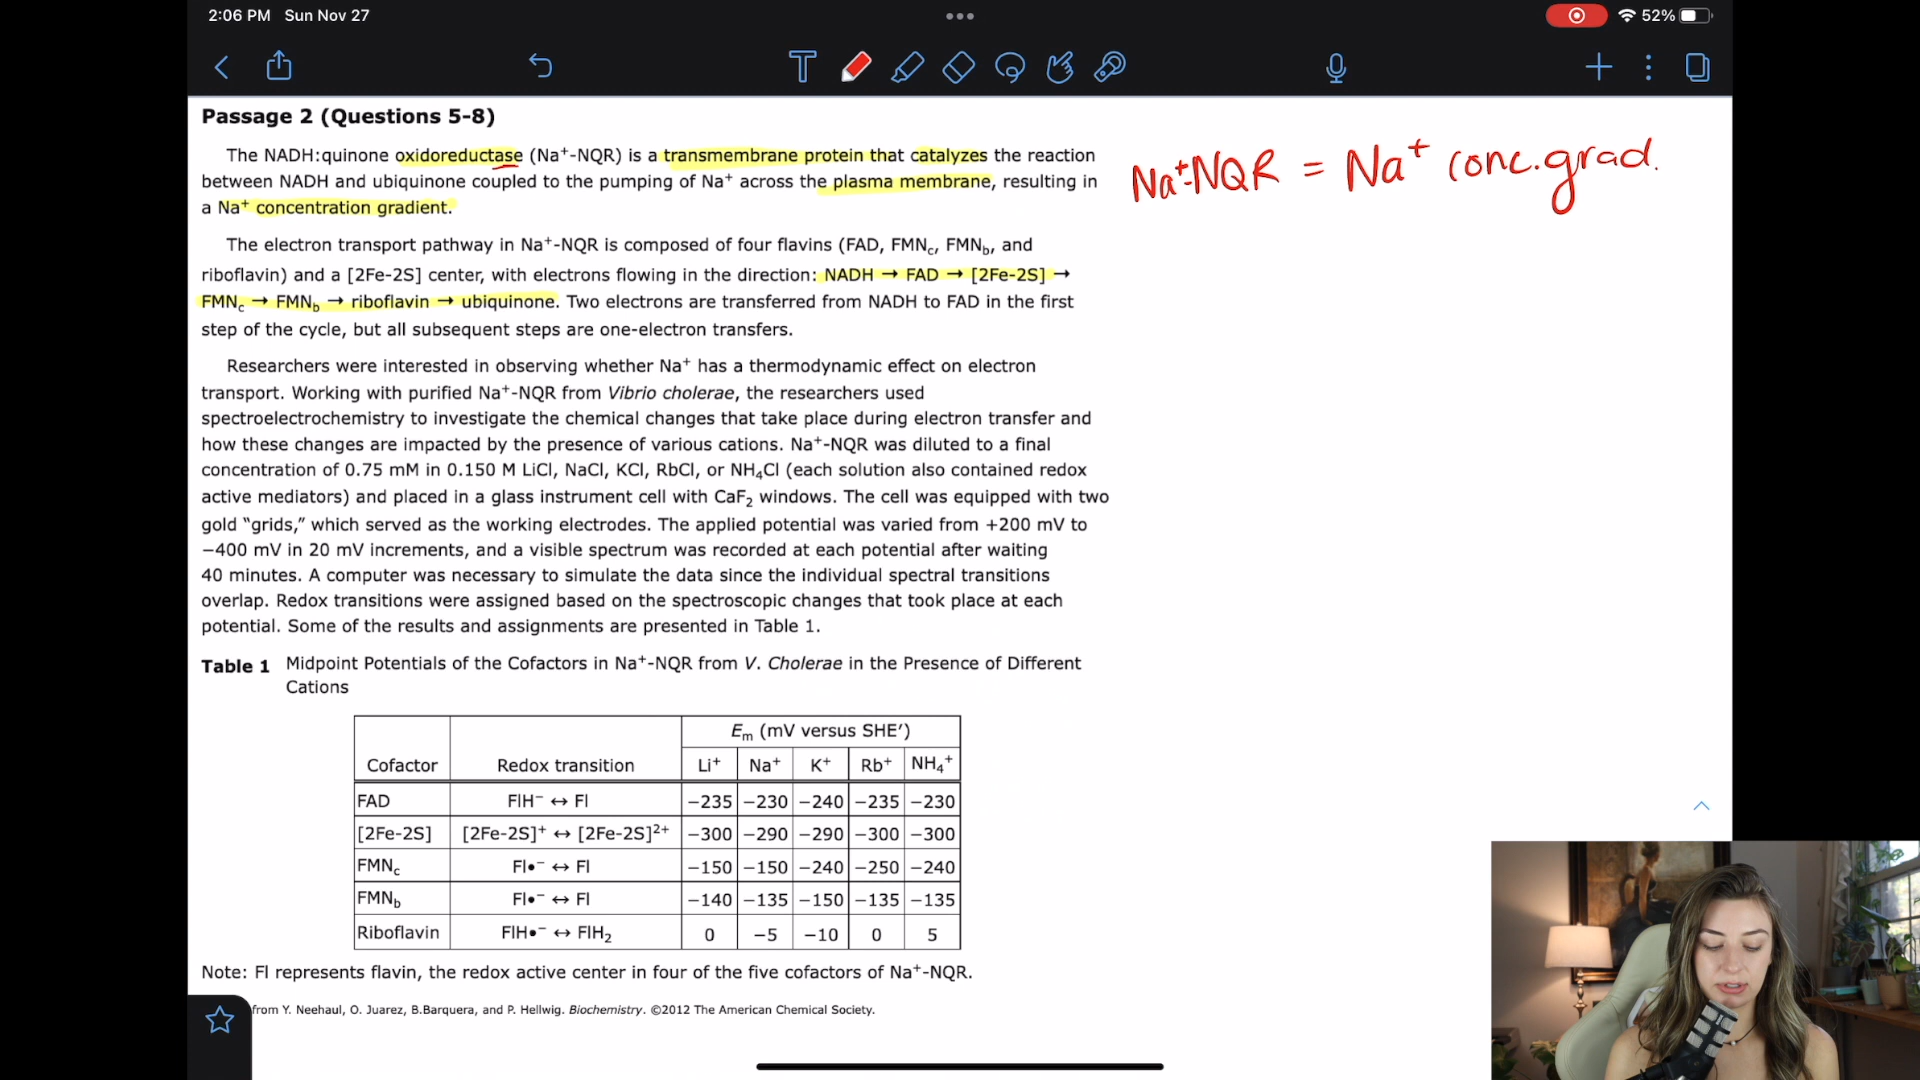 2:06 PM Sun Nov 27
52%
Passage 2 (Questions 5-8)
The NADH:quinone oxidoreductase (Na⁺-NQR) is a transmembrane protein that catalyzes the reaction
between NADH and ubiquinone coupled to the pumping of Na⁺ across the plasma membrane, resulting in
a Na⁺ concentration gradient.
Na⁺-NQR = Na⁺ conc. grad.
The electron transport pathway in Na⁺-NQR is composed of four flavins (FAD, FMN꜀, FMN_b, and
riboflavin) and a [2Fe-2S] center, with electrons flowing in the direction: NADH → FAD → [2Fe-2S] →
FMN_c → FMN_b → riboflavin → ubiquinone. Two electrons are transferred from NADH to FAD in the first
step of the cycle, but all subsequent steps are one-electron transfers.
Researchers were interested in observing whether Na⁺ has a thermodynamic effect on electron
transport. Working with purified Na⁺-NQR from Vibrio cholerae, the researchers used
spectroelectrochemistry to investigate the chemical changes that take place during electron transfer and
how these changes are impacted by the presence of various cations. Na⁺-NQR was diluted to a final
concentration of 0.75 mM in 0.150 M LiCl, NaCl, KCl, RbCl, or NH₄Cl (each solution also contained redox
active mediators) and placed in a glass instrument cell with CaF₂ windows. The cell was equipped with two
gold “grids,” which served as the working electrodes. The applied potential was varied from +200 mV to
−400 mV in 20 mV increments, and a visible spectrum was recorded at each potential after waiting
40 minutes. A computer was necessary to simulate the data since the individual spectral transitions
overlap. Redox transitions were assigned based on the spectroscopic changes that took place at each
potential. Some of the results and assignments are presented in Table 1.
Table 1 Midpoint Potentials of the Cofactors in Na⁺-NQR from V. Cholerae in the Presence of Different
Cations
E_m (mV versus SHE′)
Cofactor Redox transition Li⁺ Na⁺ K⁺ Rb⁺ NH₄⁺
FAD FlH⁻ ↔ Fl −235 −230 −240 −235 −230
[2Fe-2S] [2Fe-2S]⁺ ↔ [2Fe-2S]²⁺ −300 −290 −290 −300 −300
FMN_c Fl•⁻ ↔ Fl −150 −150 −240 −250 −240
FMN_b Fl•⁻ ↔ Fl −140 −135 −150 −135 −135
Riboflavin FlH•⁻ ↔ FlH₂ 0 −5 −10 0 5
Note: Fl represents flavin, the redox active center in four of the five cofactors of Na⁺-NQR.
from Y. Neehaul, O. Juarez, B.Barquera, and P. Hellwig. Biochemistry. ©2012 The American Chemical Society.